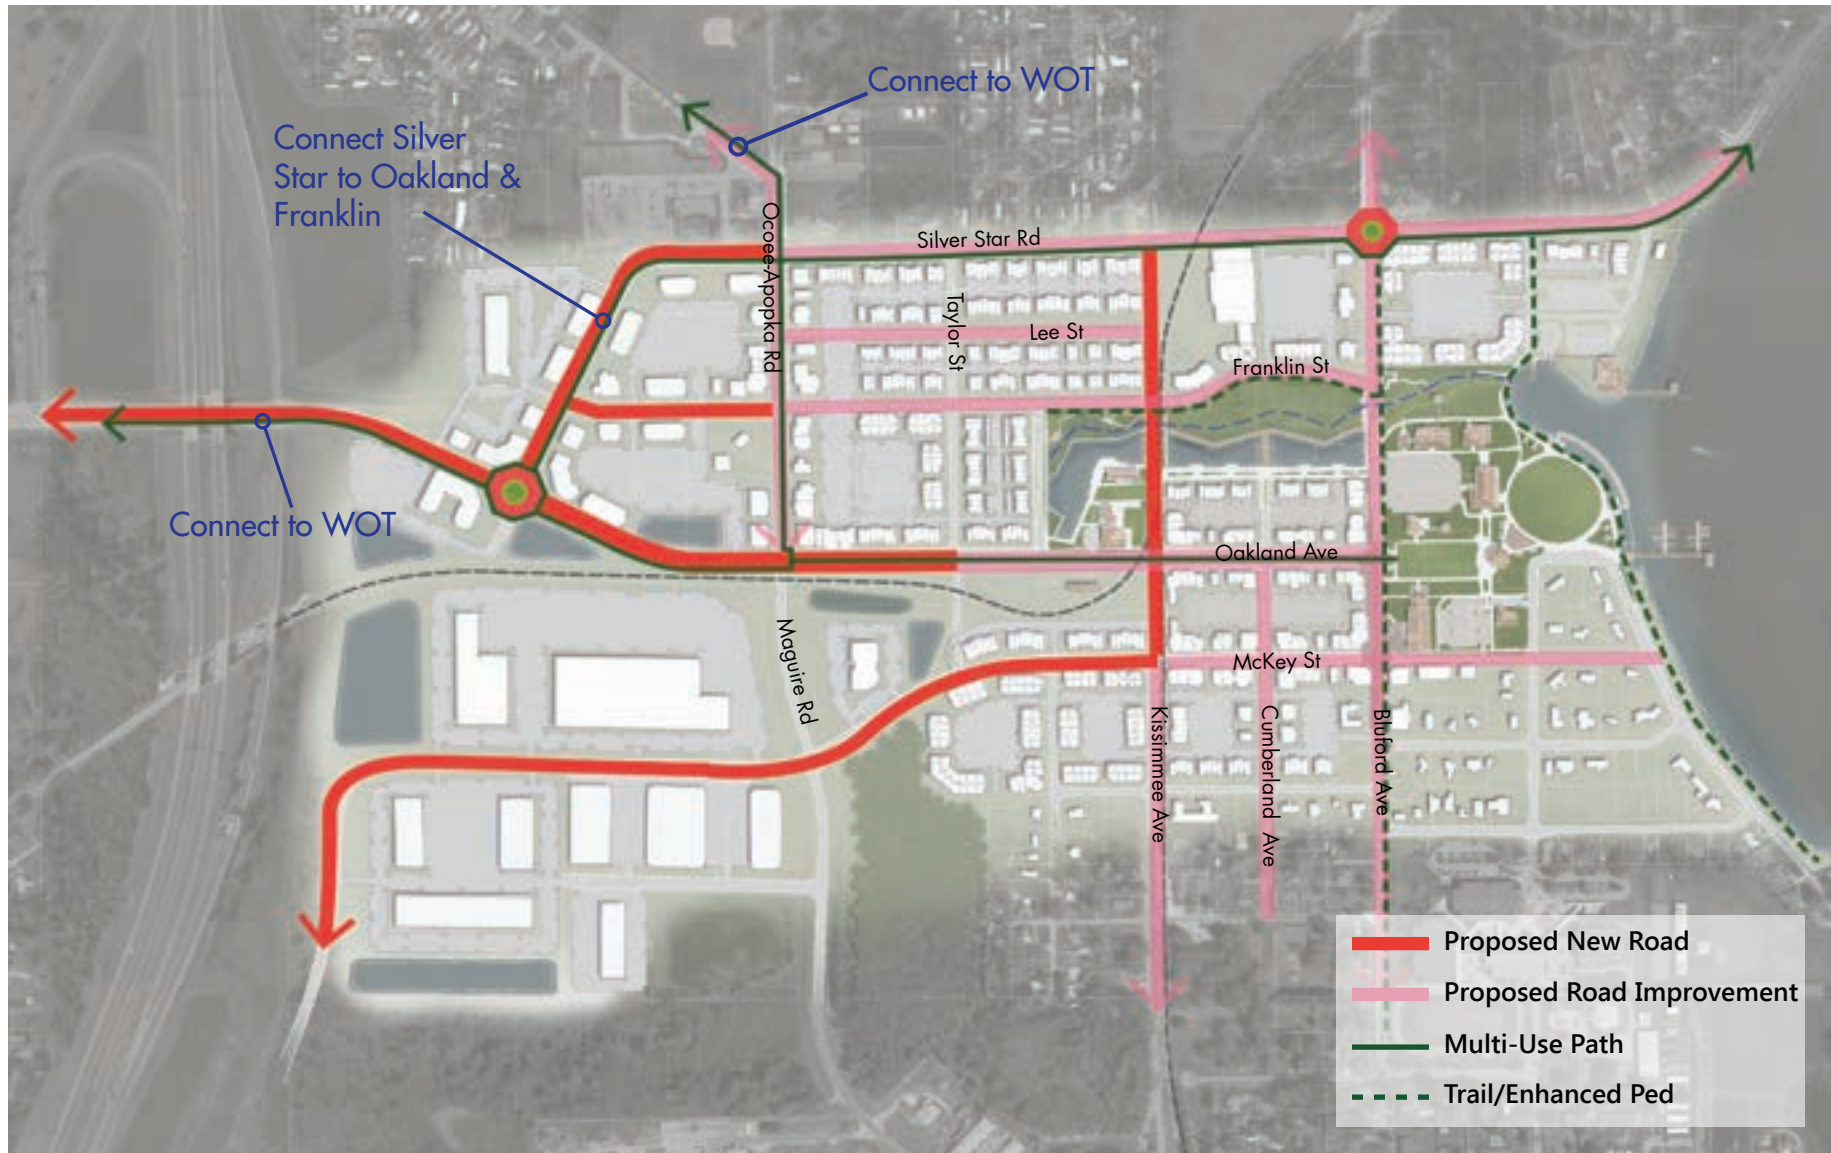 Connect to WOT
Connect Silver
Star to Oakland &
Franklin
Ocoee-Apopka Rd
Silver Star Rd
Taylor St
Lee St
Franklin St
Connect to WOT
Oakland Ave
Maguire Rd
McKey St
Kissimmee Ave
Cumberland Ave
Bluford Ave
Proposed New Road
Proposed Road Improvement
Multi-Use Path
Trail/Enhanced Ped